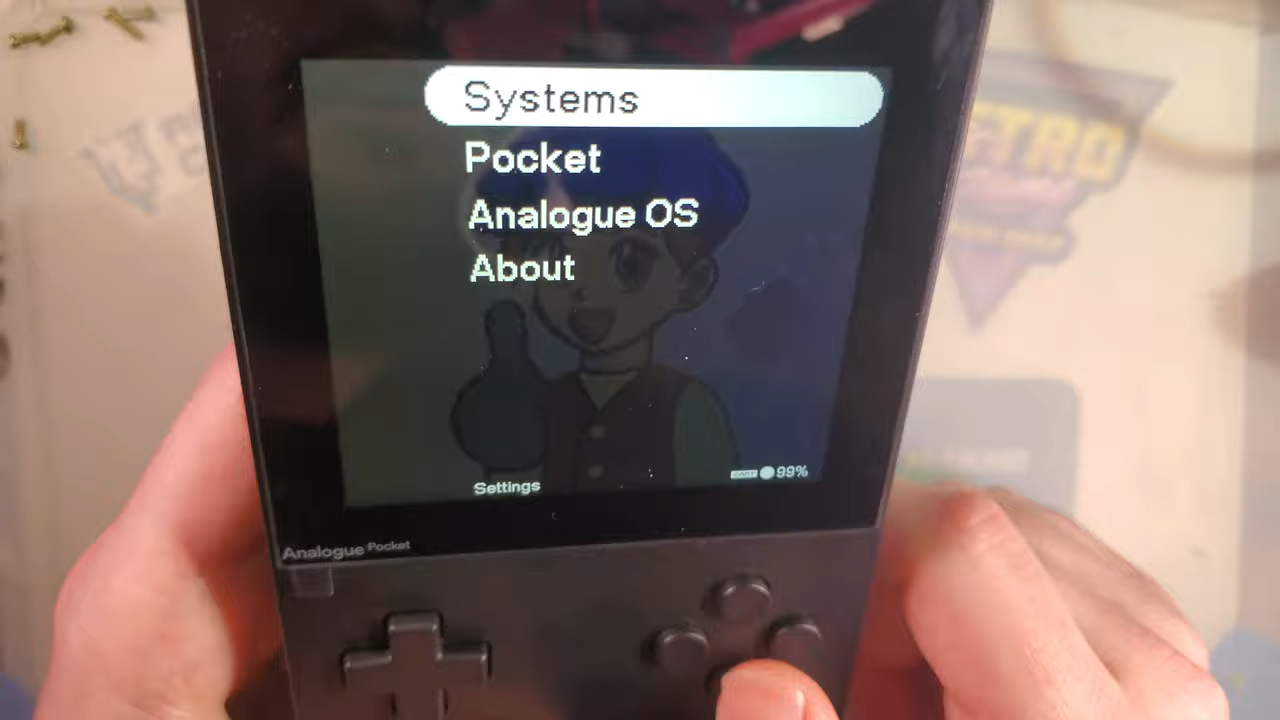 Systems
Pocket
Analogue OS
About
Settings
99%
Analogue Pocket